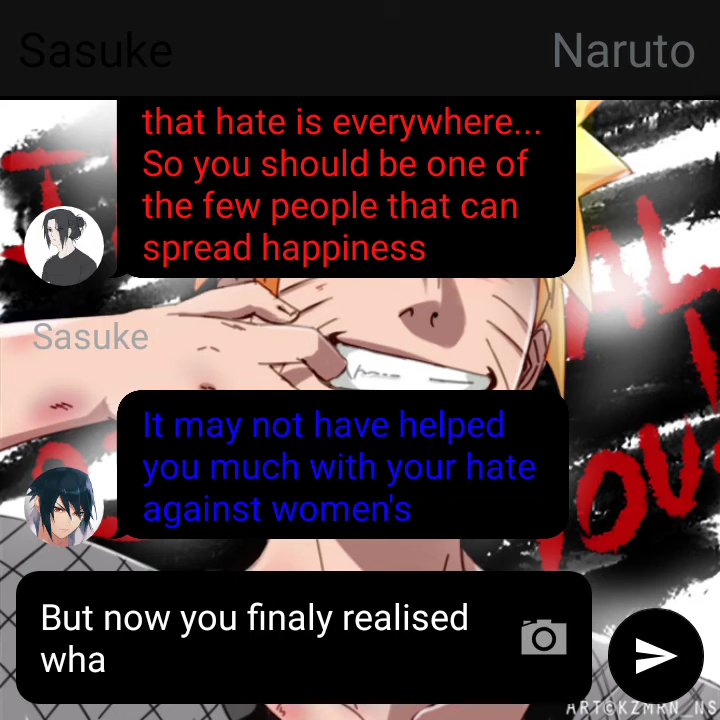 Sasuke
Naruto
that hate is everywhere...
So you should be one of
the few people that can
spread happiness
Sasuke
It may not have helped
you much with your hate
against women's
But now you finaly realised
wha
ART©KZMRN_NS